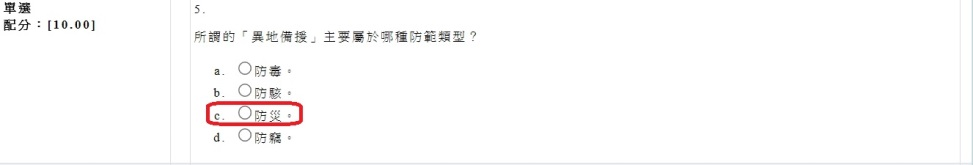 單選
配分：[10.00]
5.
所謂的「異地備援」主要屬於哪種防範類型？
a. 防毒。
b. 防駭。
c. 防災。
d. 防竊。